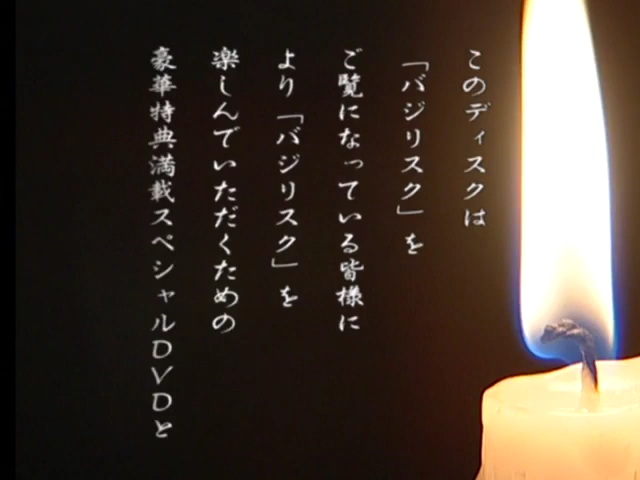 このディスクは
「バジリスク」を
ご覧になっている皆様に
より「バジリスク」を
楽しんでいただくための
豪華特典満載スペシャルDVDと